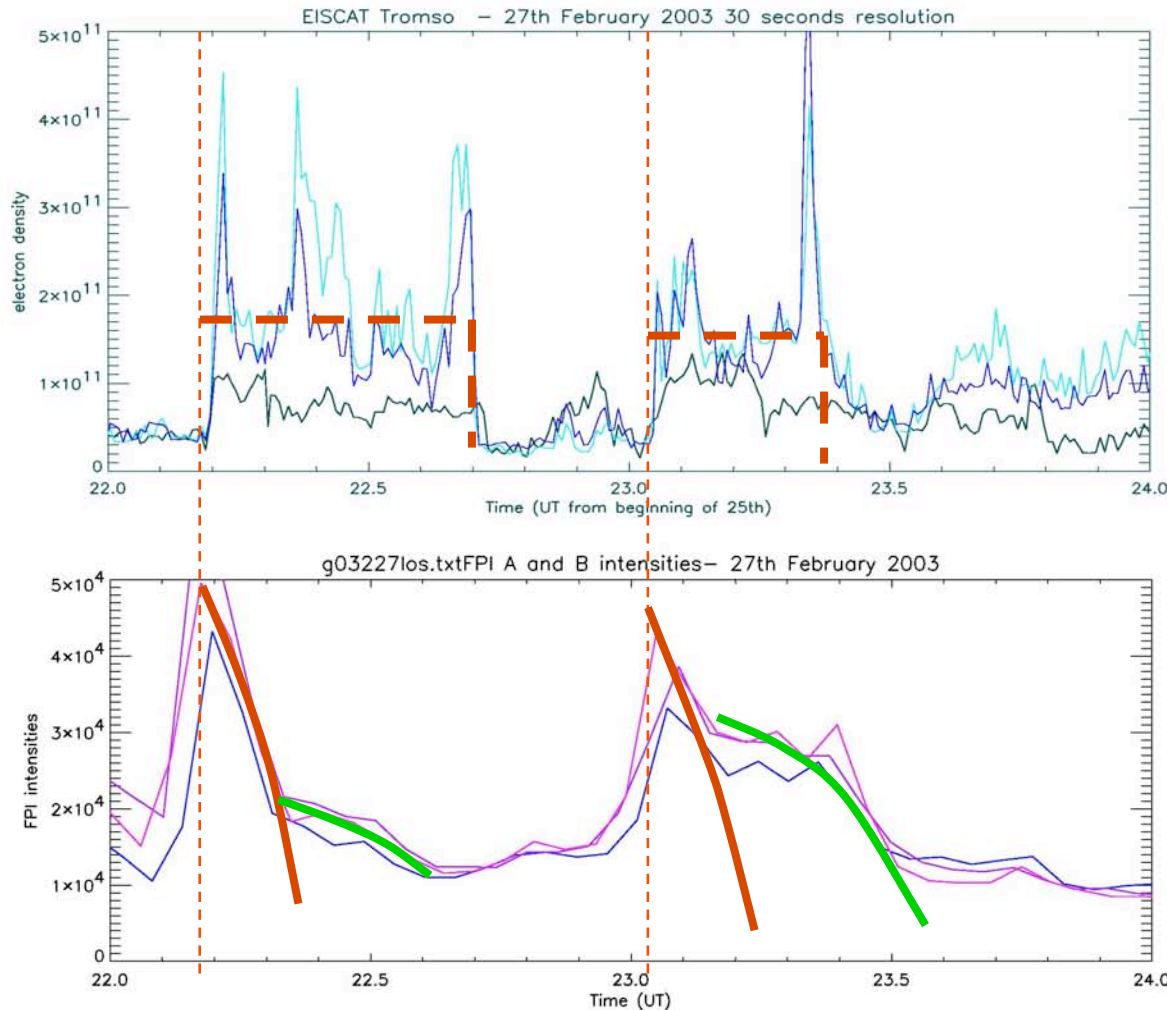 EISCAT Tromso – 27th February 2003 30 seconds resolution
5×10¹¹
4×10¹¹
3×10¹¹
2×10¹¹
1×10¹¹
0
electron density
22.0 22.5 23.0 23.5 24.0
Time (UT from beginning of 25th)
g03227los.txtFPI A and B intensities– 27th February 2003
5×10⁴
4×10⁴
3×10⁴
2×10⁴
1×10⁴
0
FPI intensities
22.0 22.5 23.0 23.5 24.0
Time (UT)